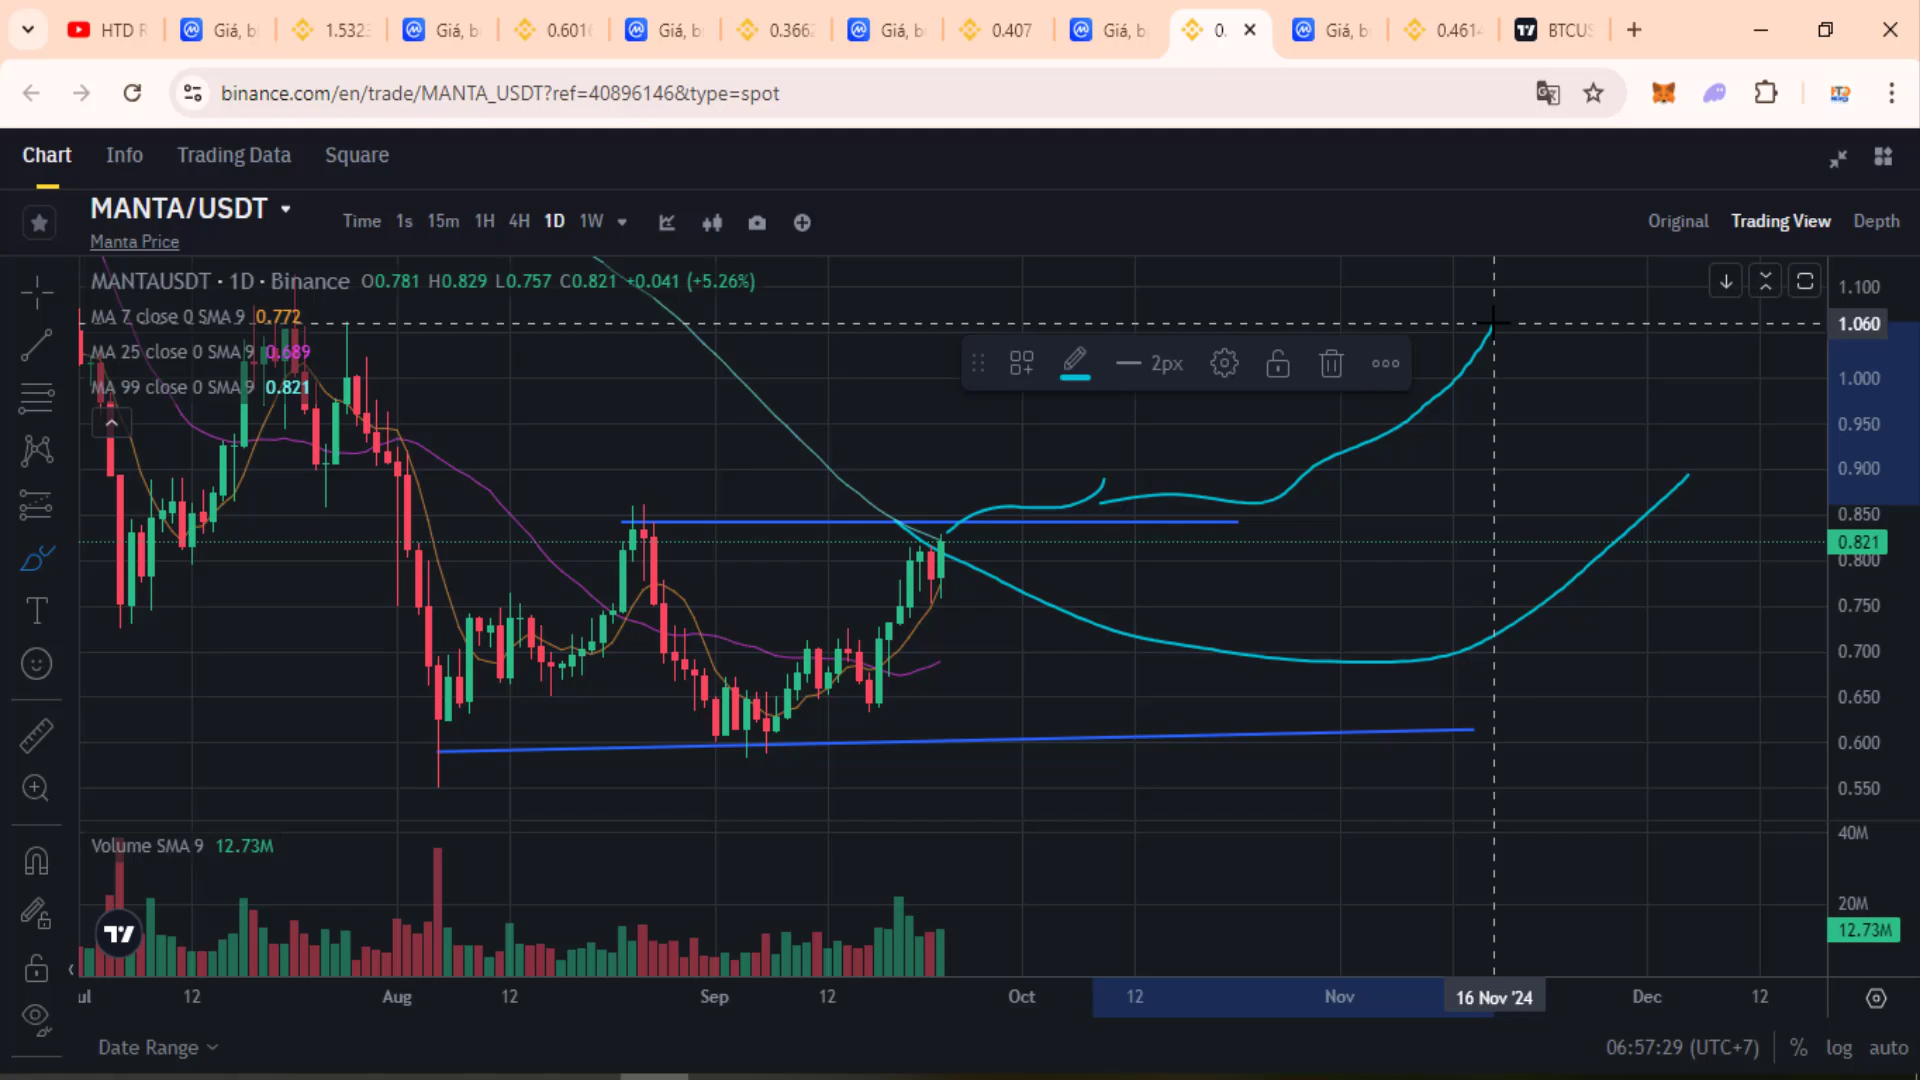 HTD R
Giá, b
1.532
Giá, b
0.601
Giá, b
0.366
Giá, b
0.407
Giá, b
0.
Giá, b
0.461
BTCUS
binance.com/en/trade/MANTA_USDT?ref=40896146&type=spot
Chart
Info
Trading Data
Square
MANTA/USDT
Manta Price
Time 1s 15m 1H 4H 1D 1W
Original Trading View Depth
MANTAUSDT · 1D · Binance O0.781 H0.829 L0.757 C0.821 +0.041 (+5.26%)
MA 7 close 0 SMA 9 0.772
MA 25 close 0 SMA 9 0.689
MA 99 close 0 SMA 9 0.821
2px
1.100
1.060
1.000
0.950
0.900
0.850
0.821
0.800
0.750
0.700
0.650
0.600
0.550
Volume SMA 9 12.73M
40M
20M
12.73M
ul 12 Aug 12 Sep 12 Oct 12 Nov 16 Nov '24 Dec 12
Date Range
06:57:29 (UTC+7) % log auto